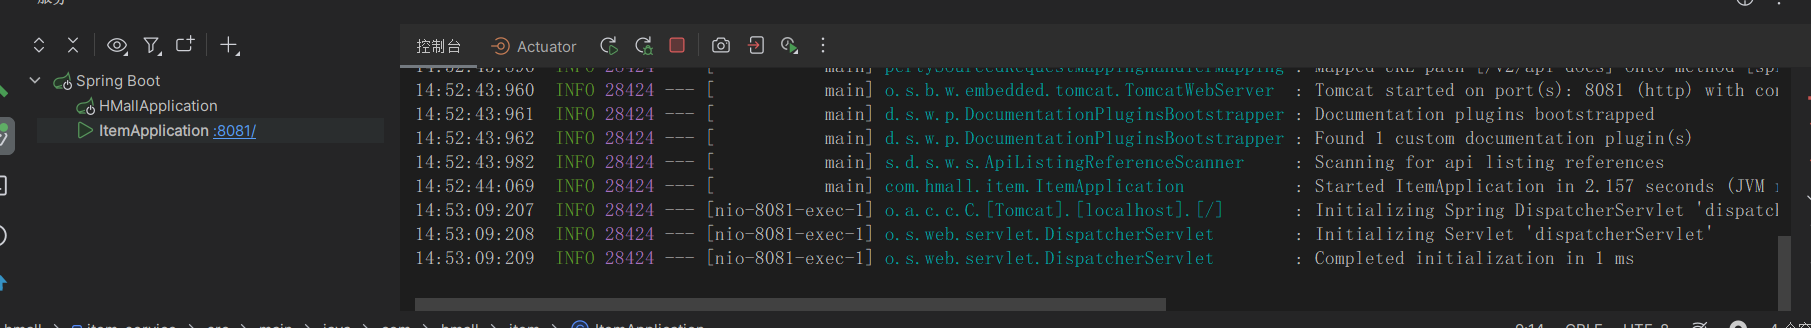 控制台 Actuator
Spring Boot
HMallApplication
ItemApplication :8081/
14:52:43:960 INFO 28424 --- [ main] o.s.b.w.embedded.tomcat.TomcatWebServer : Tomcat started on port(s): 8081 (http) with con
14:52:43:961 INFO 28424 --- [ main] d.s.w.p.DocumentationPluginsBootstrapper : Documentation plugins bootstrapped
14:52:43:962 INFO 28424 --- [ main] d.s.w.p.DocumentationPluginsBootstrapper : Found 1 custom documentation plugin(s)
14:52:43:982 INFO 28424 --- [ main] s.d.s.w.s.ApiListingReferenceScanner : Scanning for api listing references
14:52:44:069 INFO 28424 --- [ main] com.hmall.item.ItemApplication : Started ItemApplication in 2.157 seconds (JVM r
14:53:09:207 INFO 28424 --- [nio-8081-exec-1] o.a.c.c.C.[Tomcat].[localhost].[/] : Initializing Spring DispatcherServlet 'dispatch
14:53:09:208 INFO 28424 --- [nio-8081-exec-1] o.s.web.servlet.DispatcherServlet : Initializing Servlet 'dispatcherServlet'
14:53:09:209 INFO 28424 --- [nio-8081-exec-1] o.s.web.servlet.DispatcherServlet : Completed initialization in 1 ms